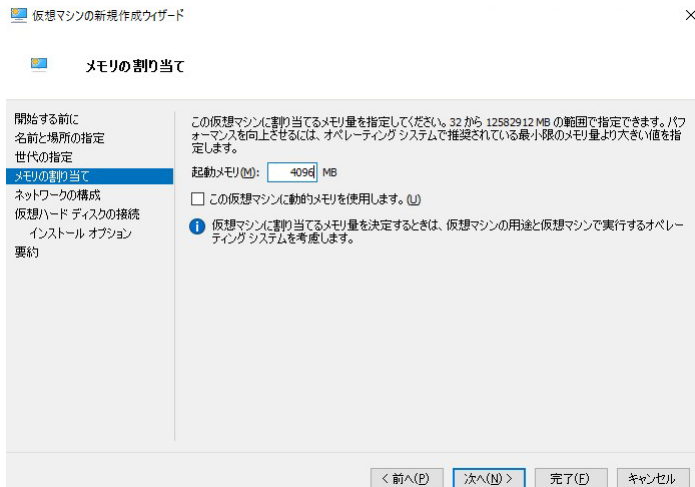 仮想マシンの新規作成ウィザード
メモリの割り当て
開始する前に
名前と場所の指定
世代の指定
メモリの割り当て
ネットワークの構成
仮想ハード ディスクの接続
インストール オプション
要約
この仮想マシンに割り当てるメモリ量を指定してください。32 から 12582912 MB の範囲で指定できます。パフ
ォーマンスを向上させるには、オペレーティング システムで推奨されている最小限のメモリ量より大きい値を指
定します。
起動メモリ(M): 4096 MB
この仮想マシンに動的メモリを使用します。(U)
仮想マシンに割り当てるメモリ量を決定するときは、仮想マシンの用途と仮想マシンで実行するオペレー
ティング システムを考慮します。
< 前へ(P) 次へ(N) > 完了(F) キャンセル